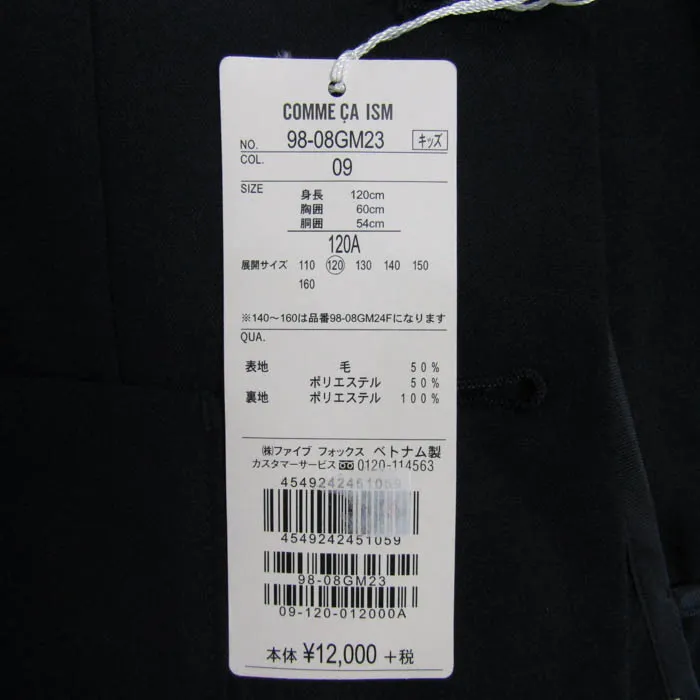 COMME ÇA ISM
NO. 98-08GM23 キッズ
COL. 09
SIZE 身長 120cm
胸囲 60cm
胴囲 54cm
120A
展開サイズ 110 120 130 140 150
160
※140～160は品番98-08GM24Fになります
QUA.
表地 毛 50%
ポリエステル 50%
裏地 ポリエステル 100%
㈱ファイブ フォックス ベトナム製
カスタマーサービス 0120-114563
4549242451059
4549242451059
98-08GM23
09-120-012000A
本体 ¥12,000 +税